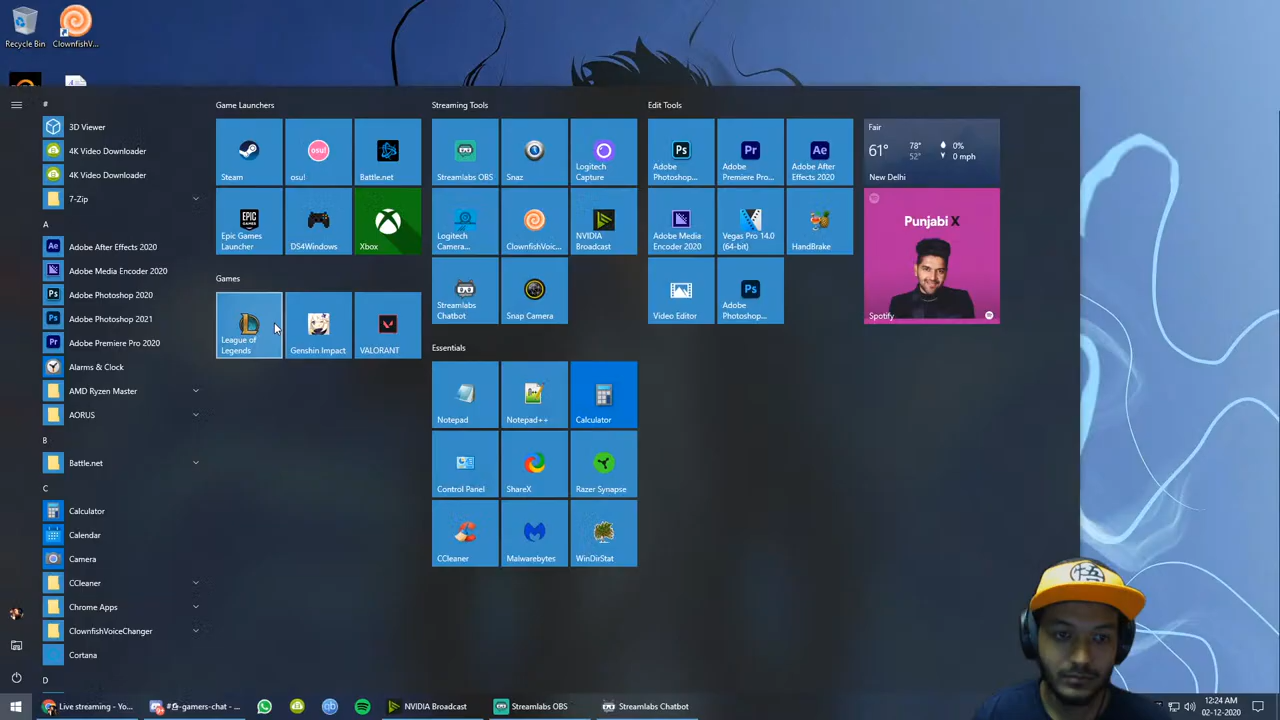 Recycle Bin
ClownfishV...
#
3D Viewer
4K Video Downloader
4K Video Downloader
7-Zip
A
Adobe After Effects 2020
Adobe Media Encoder 2020
Adobe Photoshop 2020
Adobe Photoshop 2021
Adobe Premiere Pro 2020
Alarms & Clock
AMD Ryzen Master
AORUS
B
Battle.net
C
Calculator
Calendar
Camera
CCleaner
Chrome Apps
ClownfishVoiceChanger
Cortana
D
Game Launchers
Steam
osu!
Battle.net
EPIC
GAMES
Epic Games
Launcher
DS4Windows
Xbox
Games
League of
Legends
Genshin Impact
VALORANT
Streaming Tools
Streamlabs OBS
Snaz
Logitech
Capture
Logitech
Camera...
ClownfishVoic...
NVIDIA
Broadcast
Streamlabs
Chatbot
Snap Camera
Essentials
Notepad
Notepad++
Calculator
Control Panel
ShareX
Razer Synapse
CCleaner
Malwarebytes
WinDirStat
Edit Tools
Ps
Adobe
Photoshop...
Pr
Adobe
Premiere Pro...
Ae
Adobe After
Effects 2020
Adobe Media
Encoder 2020
Vegas Pro 14.0
(64-bit)
HandBrake
Video Editor
Ps
Adobe
Photoshop...
Fair
61° 78° 52° 0% 0 mph
New Delhi
Punjabi X
Spotify
Live streaming - Yo...
NVIDIA Broadcast
Streamlabs OBS
Streamlabs Chatbot
12:24 AM
02-12-2020